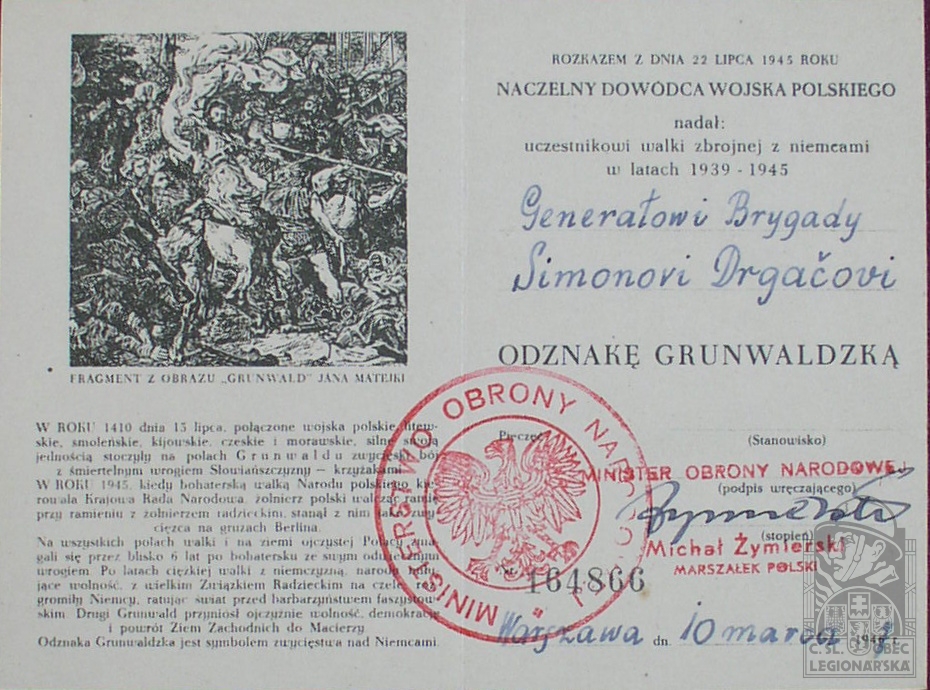 FRAGMENT Z OBRAZU „GRUNWALD" JANA MATEJKI
W ROKU 1410 dnia 15 lipca, połączone wojska polskie, litew-
skie, smoleńskie, kijowskie, czeskie i morawskie, silne swoją
jednością stoczyły na polach Grunwaldu zwycięski bój
z śmiertelnym wrogiem Słowiańszczyzny — krzyżakami.
W ROKU 1945, kiedy bohaterską walką Narodu polskiego kie-
rowała Krajowa Rada Narodowa, żołnierz polski walcząc ramię
przy ramieniu z żołnierzem radzieckim, stanął z nim jako zwy-
cięzca na gruzach Berlina.
Na wszystkich polach walki i na ziemi ojczystej Polacy zma-
gali się przez blisko 6 lat po bohatersku ze swym odwiecznym
wrogiem. Po latach ciężkiej walki z niemczyzną, narody miłu-
jące wolność, z wielkim Związkiem Radzieckim na czele, roz-
gromiły Niemcy, ratując świat przed barbarzyństwem faszystow-
skim. Drugi Grunwald przyniósł ojczyźnie wolność, demokrację
i powrót Ziem Zachodnich do Macierzy.
Odznaka Grunwaldzka jest symbolem zwycięstwa nad Niemcami.
ROZKAZEM Z DNIA 22 LIPCA 1945 ROKU
NACZELNY DOWÓDCA WOJSKA POLSKIEGO
nadał:
uczestnikowi walki zbrojnej z niemcami
w latach 1939 - 1945
Generałowi Brygady
Simonovi Drgačovi
ODZNAKĘ GRUNWALDZKĄ
Pieczęć
(Stanowisko)
MINISTER OBRONY NARODOWEJ
(podpis wręczającego)
(stopień)
Michał Żymierski
MARSZAŁEK POLSKI
MINISTERSTWO OBRONY NARODOWEJ
164866
Warszawa dn. 10 marca 194 r.
Č. SL. OBEC
LEGIONÁŘSKÁ